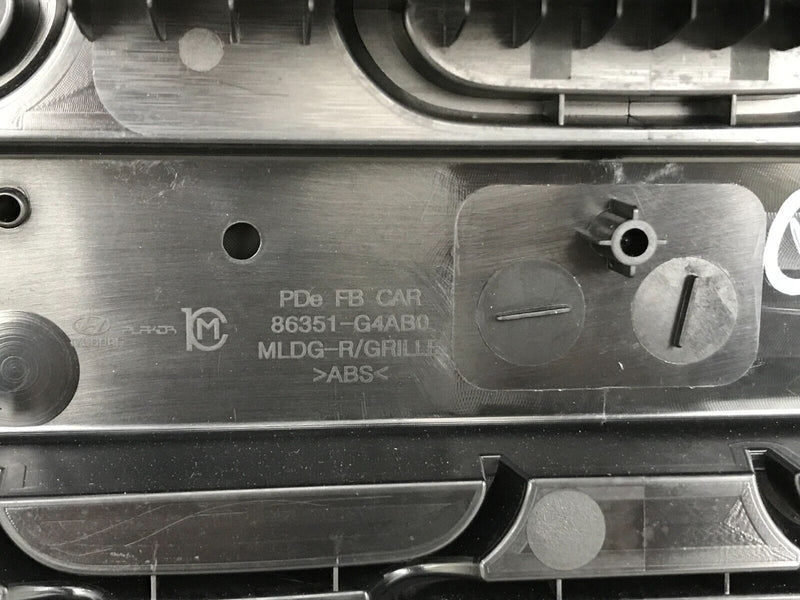 PDe FB CAR
86351-G4AB0
MLDG-R/GRILLE
>ABS<